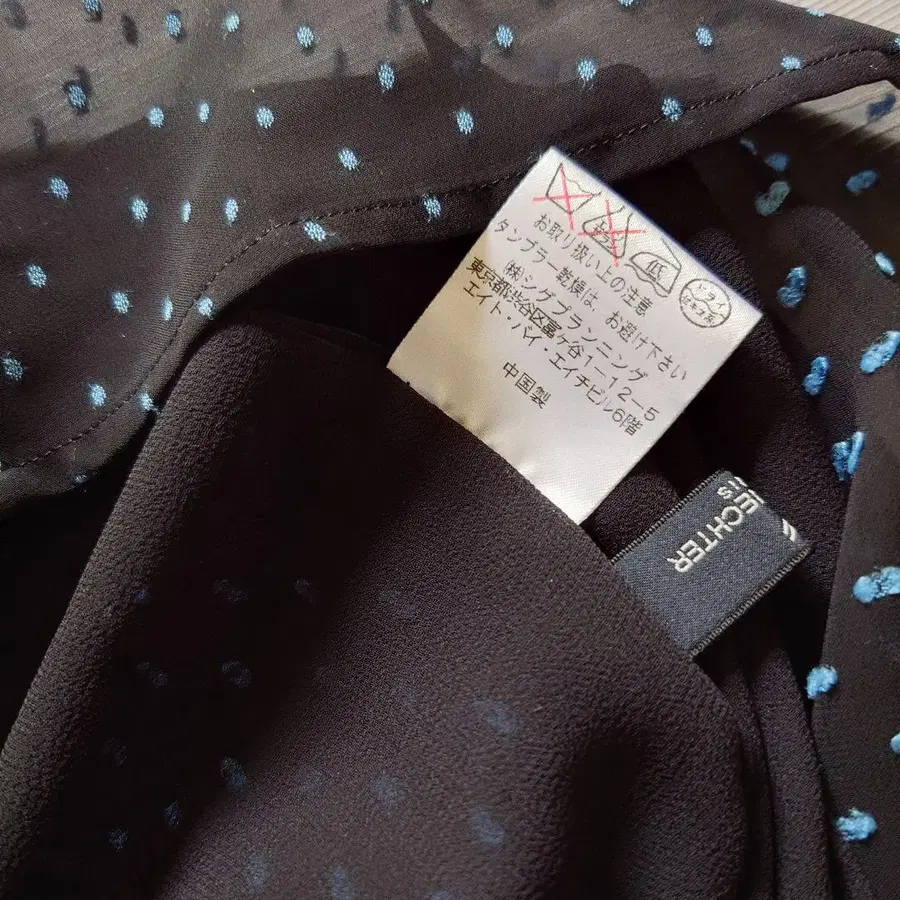 低
ドライ
お取り扱い上の注意
タンブラー乾燥は、お避け下さい
(株)シグプランニング
東京都渋谷区富ヶ谷1-12-5
エイト・バイ・エイチビル6階
中国製
ECHTER
is